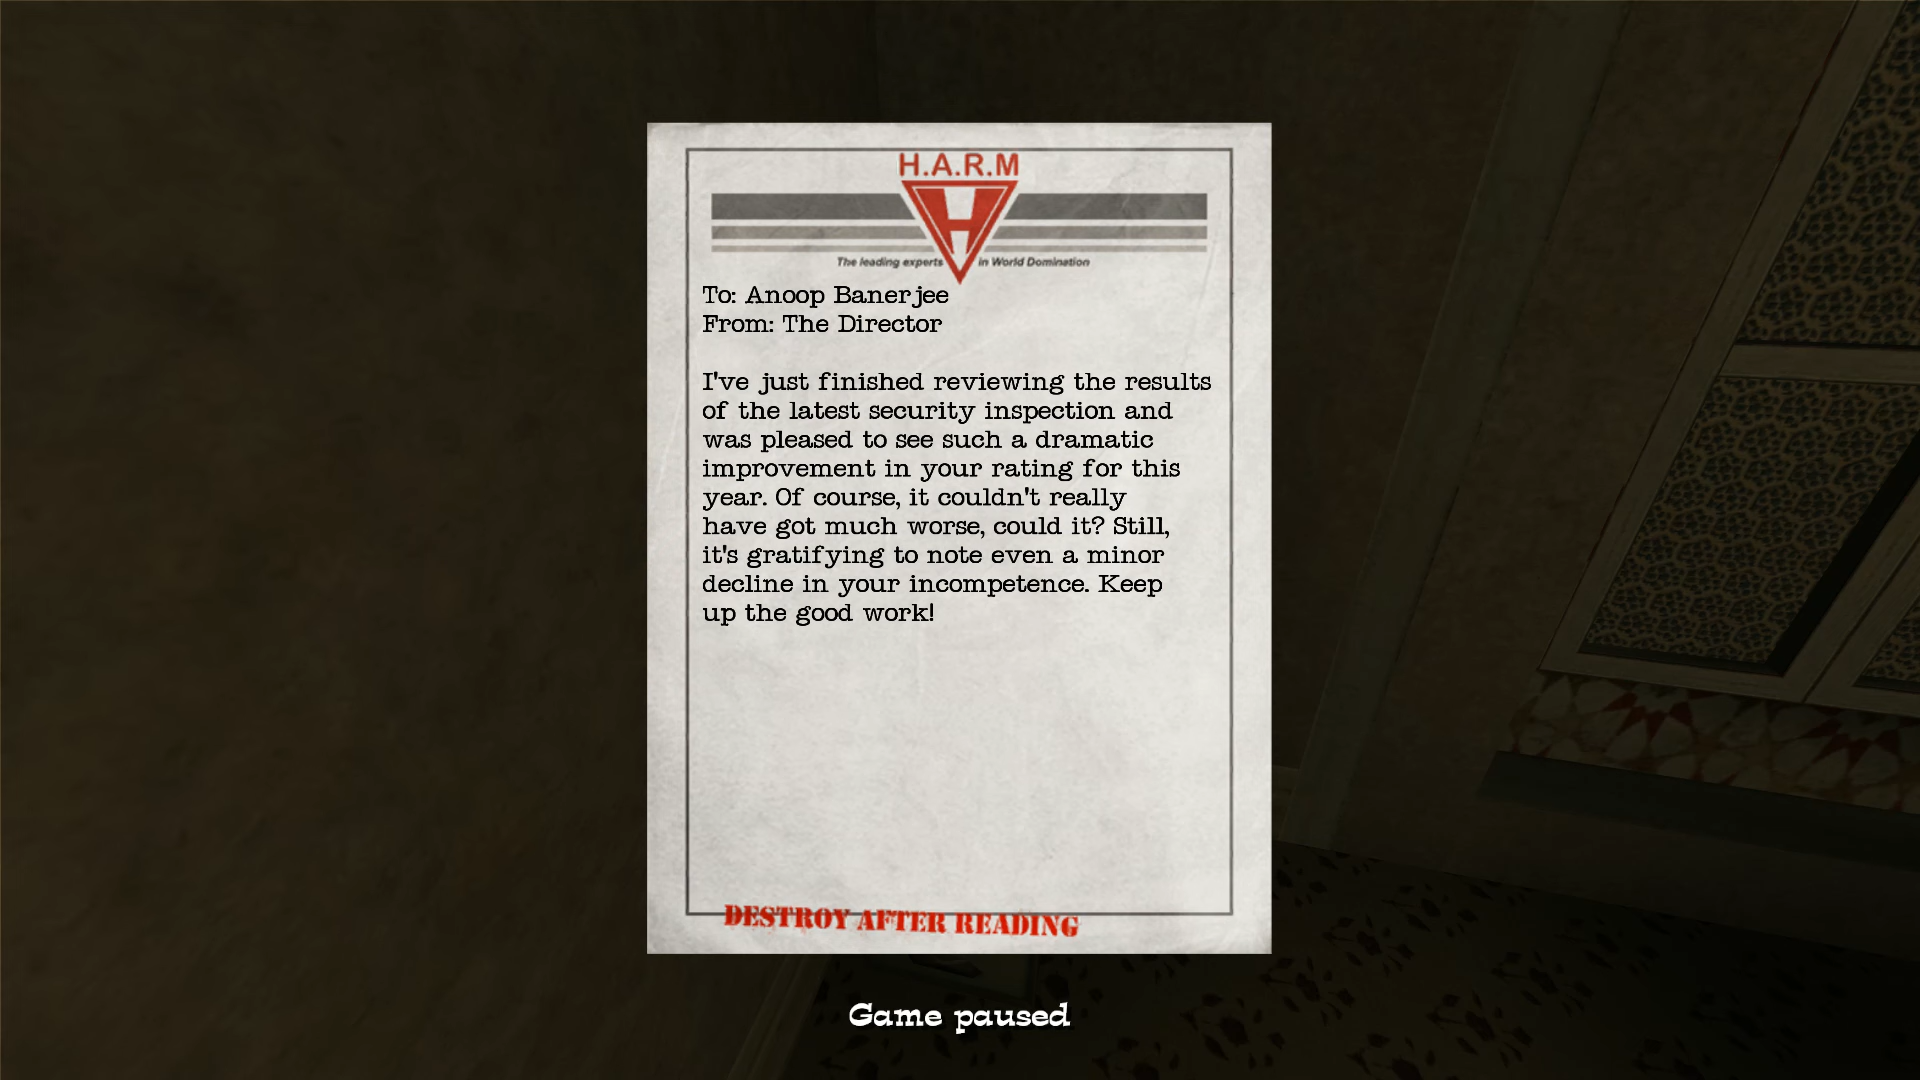 H.A.R.M
H
The leading experts in World Domination
To: Anoop Banerjee
From: The Director
I've just finished reviewing the results
of the latest security inspection and
was pleased to see such a dramatic
improvement in your rating for this
year. Of course, it couldn't really
have got much worse, could it? Still,
it's gratifying to note even a minor
decline in your incompetence. Keep
up the good work!
DESTROY AFTER READING
Game paused